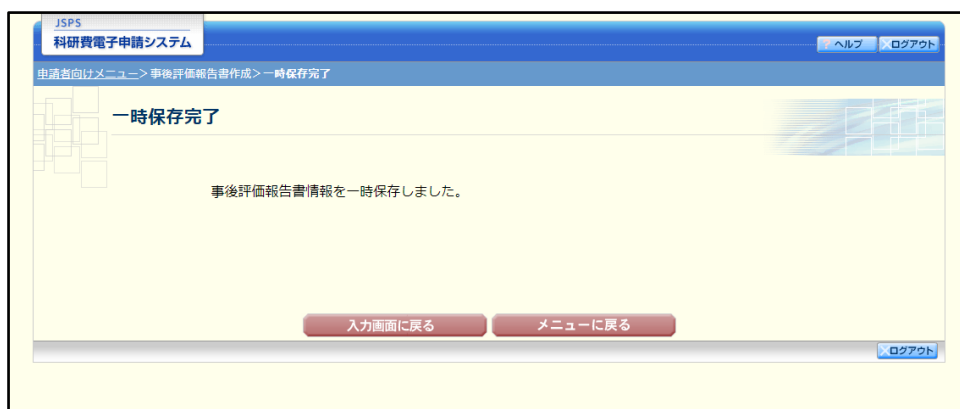 JSPS
科研費電子申請システム
? ヘルプ ログアウト
申請者向けメニュー>事後評価報告書作成>一時保存完了
一時保存完了
事後評価報告書情報を一時保存しました。
入力画面に戻る メニューに戻る
ログアウト